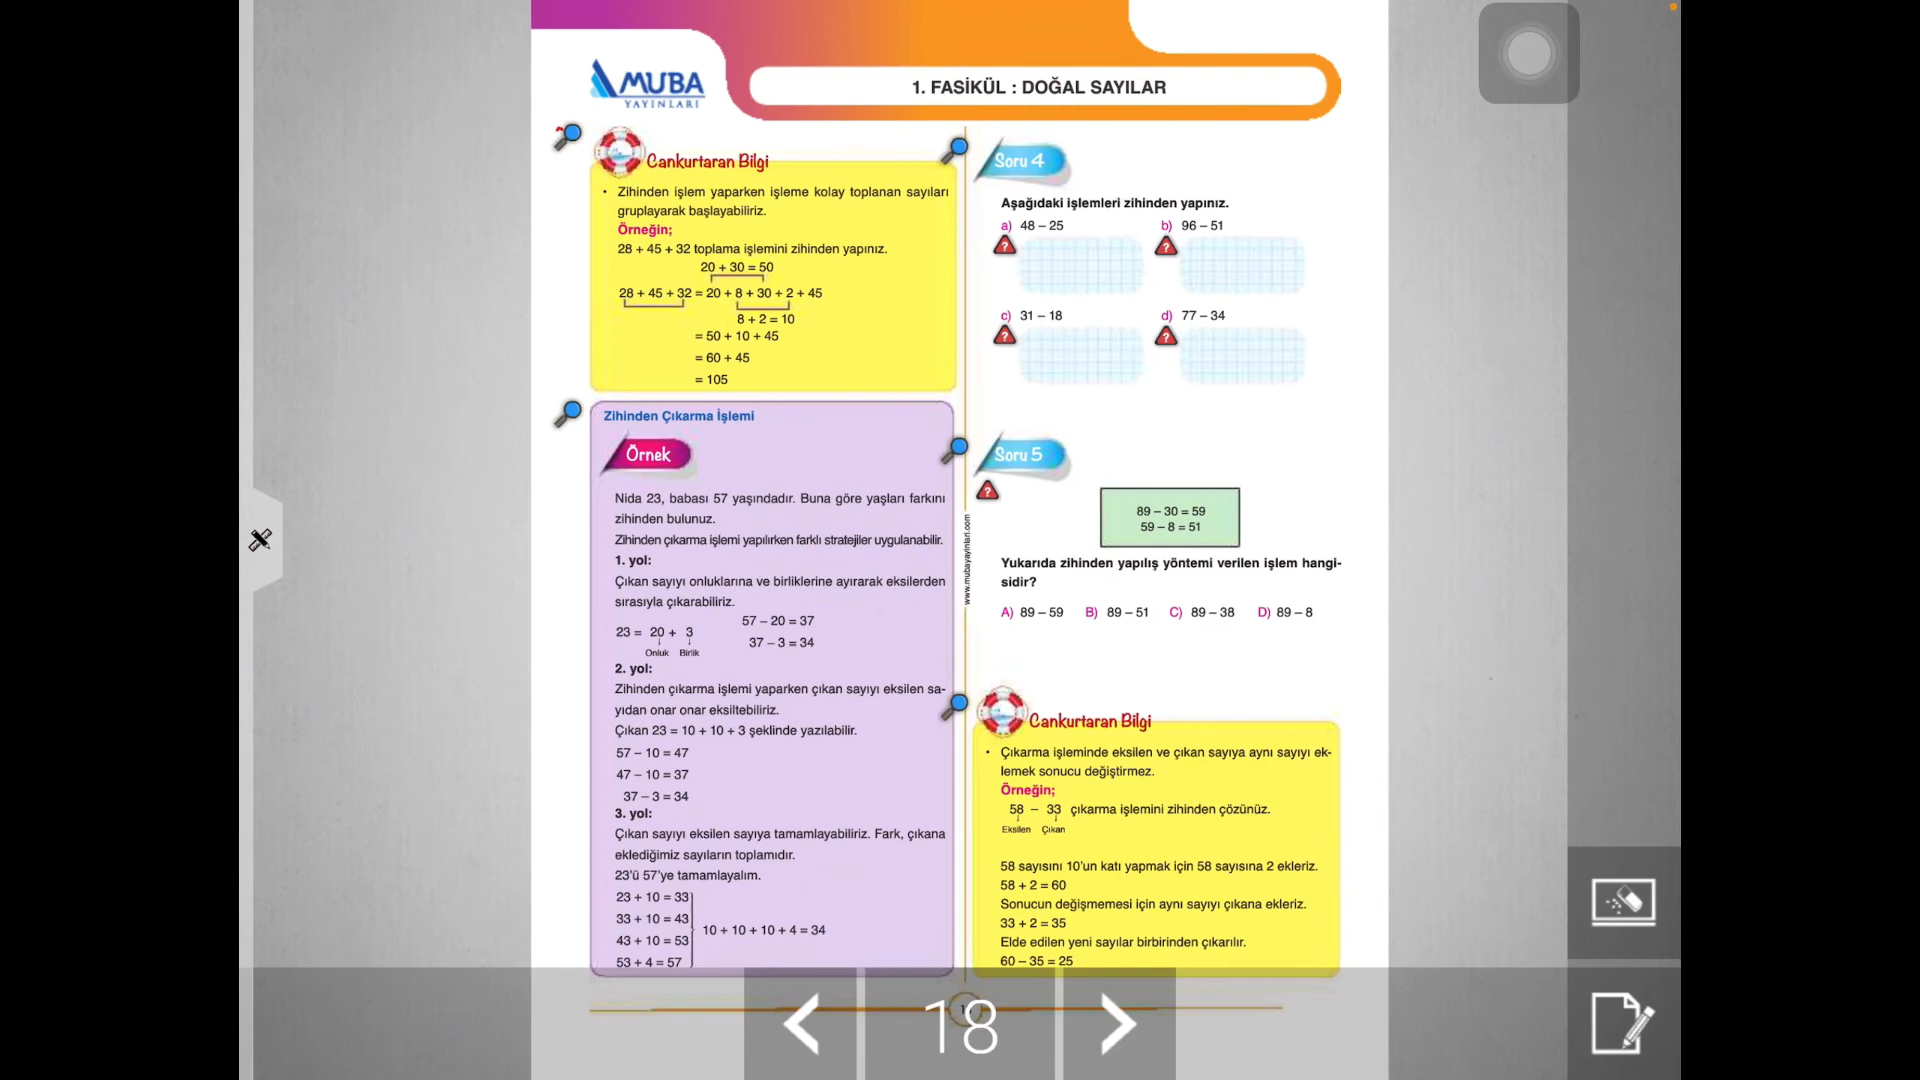 MUBA
YAYINLARI
1. FASİKÜL : DOĞAL SAYILAR
Cankurtaran Bilgi
• Zihinden işlem yaparken işleme kolay toplanan sayıları
gruplayarak başlayabiliriz.
Örneğin;
28 + 45 + 32 toplama işlemini zihinden yapınız.
20 + 30 = 50
28 + 45 + 32 = 20 + 8 + 30 + 2 + 45
8 + 2 = 10
= 50 + 10 + 45
= 60 + 45
= 105
Zihinden Çıkarma İşlemi
Örnek
Nida 23, babası 57 yaşındadır. Buna göre yaşları farkını
zihinden bulunuz.
Zihinden çıkarma işlemi yapılırken farklı stratejiler uygulanabilir.
1. yol:
Çıkan sayıyı onluklarına ve birliklerine ayırarak eksilerden
sırasıyla çıkarabiliriz.
57 – 20 = 37
23 = 20 + 3
37 – 3 = 34
Onluk Birlik
2. yol:
Zihinden çıkarma işlemi yaparken çıkan sayıyı eksilen sa-
yıdan onar onar eksiltebiliriz.
Çıkan 23 = 10 + 10 + 3 şeklinde yazılabilir.
57 – 10 = 47
47 – 10 = 37
37 – 3 = 34
3. yol:
Çıkan sayıyı eksilen sayıya tamamlayabiliriz. Fark, çıkana
eklediğimiz sayıların toplamıdır.
23'ü 57'ye tamamlayalım.
23 + 10 = 33
33 + 10 = 43
43 + 10 = 53
53 + 4 = 57
10 + 10 + 10 + 4 = 34
www.mubayayinlari.com
Soru 4
Aşağıdaki işlemleri zihinden yapınız.
a) 48 – 25 b) 96 – 51
? ?
c) 31 – 18 d) 77 – 34
? ?
Soru 5
?
89 – 30 = 59
59 – 8 = 51
Yukarıda zihinden yapılış yöntemi verilen işlem hangi-
sidir?
A) 89 – 59 B) 89 – 51 C) 89 – 38 D) 89 – 8
Cankurtaran Bilgi
• Çıkarma işleminde eksilen ve çıkan sayıya aynı sayıyı ek-
lemek sonucu değiştirmez.
Örneğin;
58 – 33 çıkarma işlemini zihinden çözünüz.
Eksilen Çıkan
58 sayısını 10'un katı yapmak için 58 sayısına 2 ekleriz.
58 + 2 = 60
Sonucun değişmemesi için aynı sayıyı çıkana ekleriz.
33 + 2 = 35
Elde edilen yeni sayılar birbirinden çıkarılır.
60 – 35 = 25
18